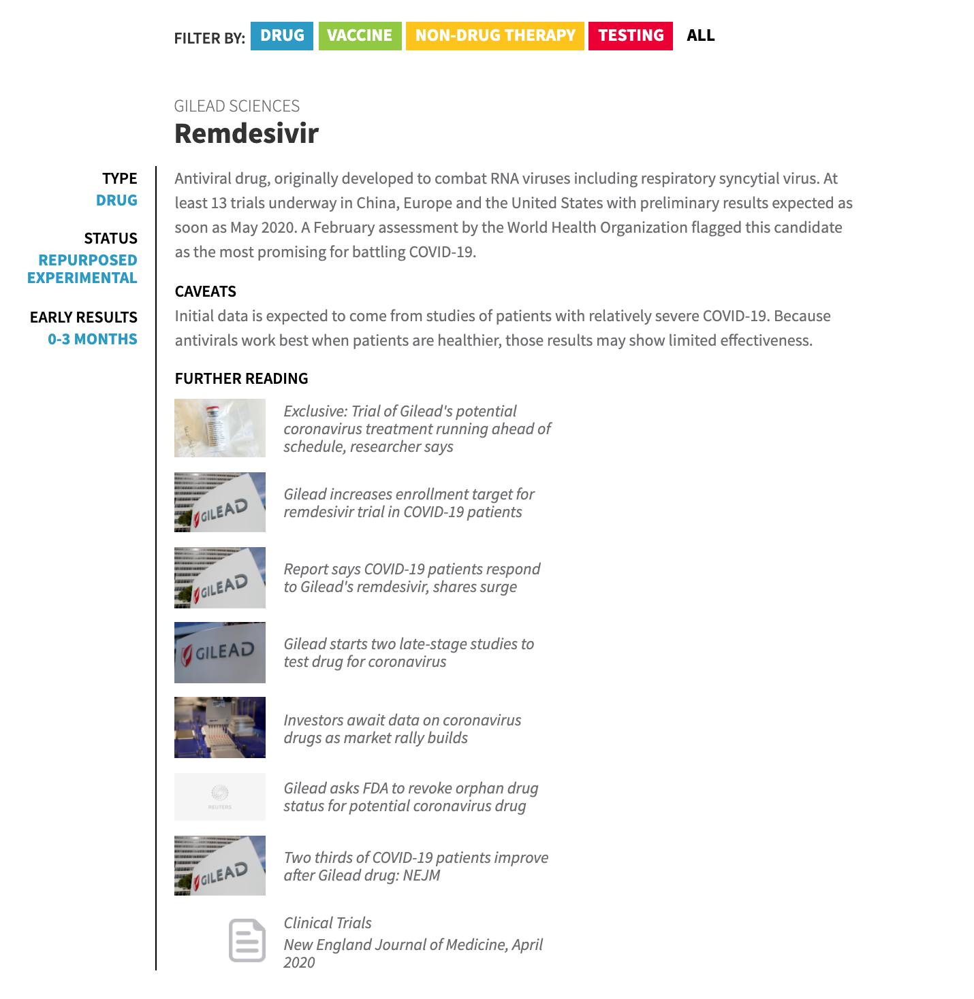 FILTER BY: DRUG VACCINE NON-DRUG THERAPY TESTING ALL
GILEAD SCIENCES
Remdesivir
TYPE
DRUG
STATUS
REPURPOSED
EXPERIMENTAL
EARLY RESULTS
0-3 MONTHS
Antiviral drug, originally developed to combat RNA viruses including respiratory syncytial virus. At
least 13 trials underway in China, Europe and the United States with preliminary results expected as
soon as May 2020. A February assessment by the World Health Organization flagged this candidate
as the most promising for battling COVID-19.
CAVEATS
Initial data is expected to come from studies of patients with relatively severe COVID-19. Because
antivirals work best when patients are healthier, those results may show limited effectiveness.
FURTHER READING
Exclusive: Trial of Gilead's potential
coronavirus treatment running ahead of
schedule, researcher says
GILEAD
Gilead increases enrollment target for
remdesivir trial in COVID-19 patients
GILEAD
Report says COVID-19 patients respond
to Gilead's remdesivir, shares surge
GILEAD
Gilead starts two late-stage studies to
test drug for coronavirus
Investors await data on coronavirus
drugs as market rally builds
REUTERS
Gilead asks FDA to revoke orphan drug
status for potential coronavirus drug
GILEAD
Two thirds of COVID-19 patients improve
after Gilead drug: NEJM
Clinical Trials
New England Journal of Medicine, April
2020